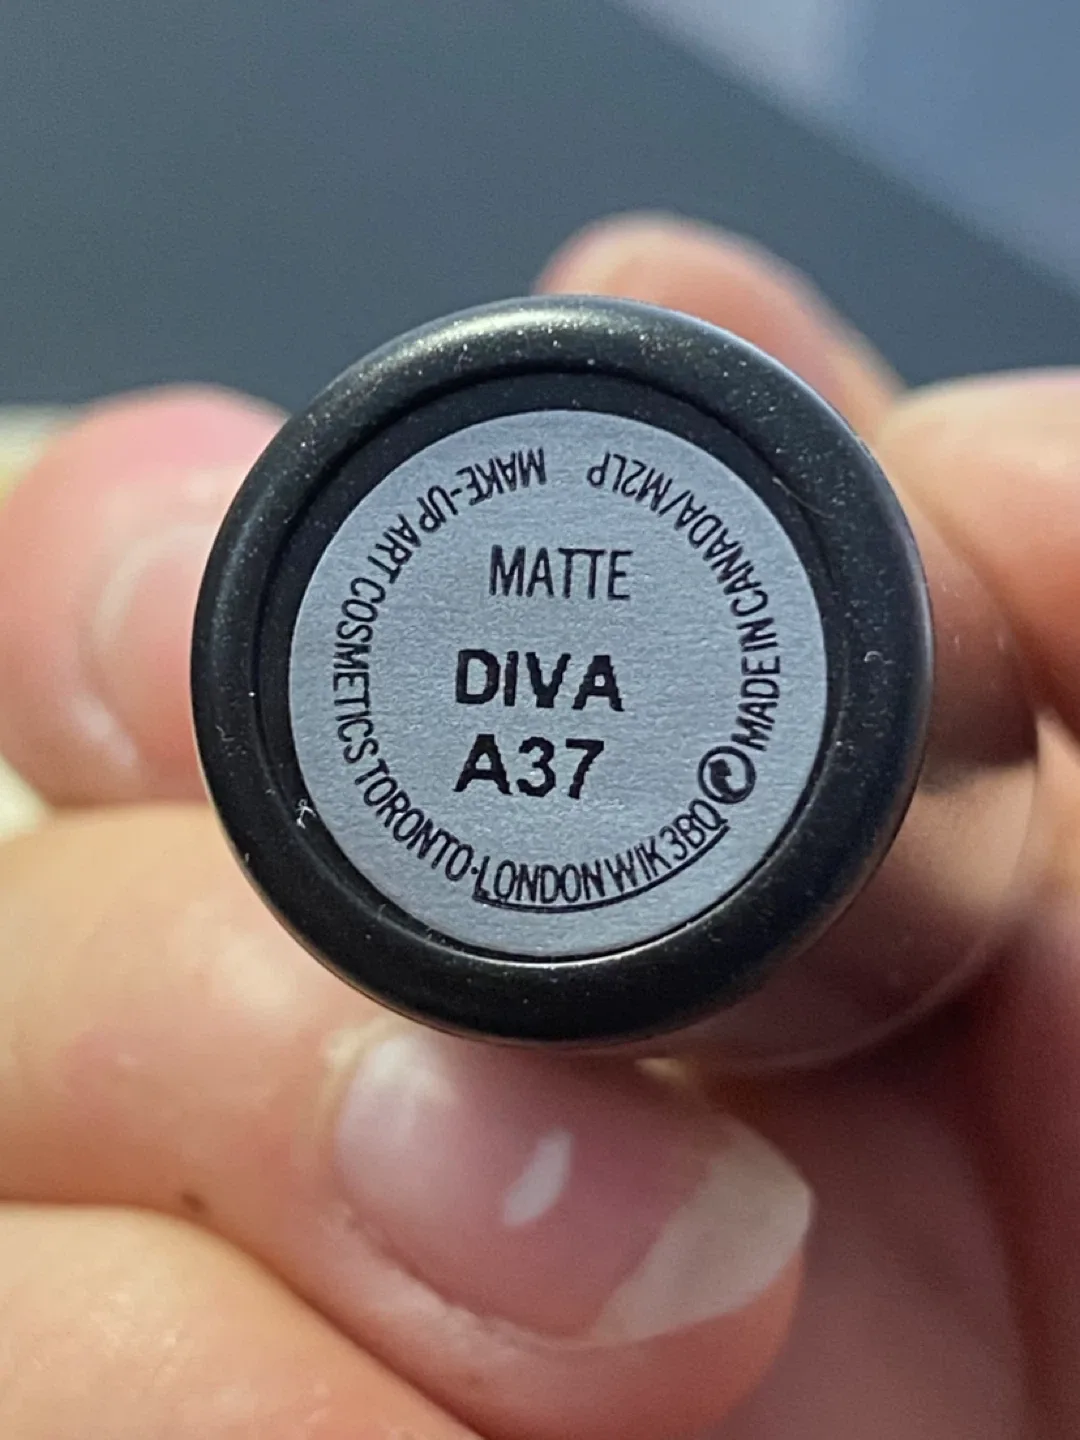 MATTE
DIVA
A37
MAKE-UP ART COSMETICS TORONTO·LONDON W1K 3BQ MADE IN CANADA/M2LP